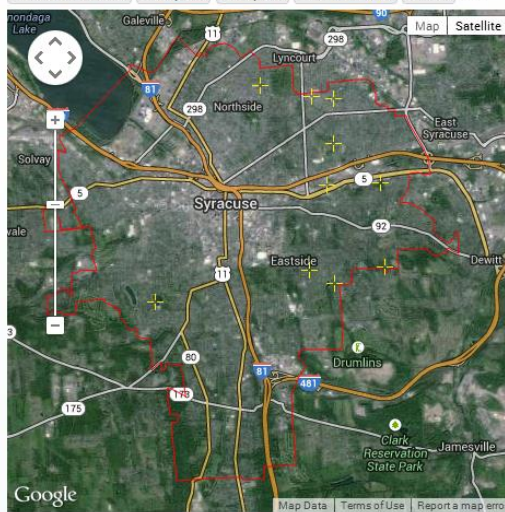 nondaga
Lake
Galeville
11
90
Map
Satellite
298
Lyncourt
81
298
Northside
East
Syracuse
Solvay
5
5
Syracuse
92
vale
Eastside
Dewitt
11
3
80
Drumlins
81
481
175
173
Clark
Reservation
State Park
Jamesville
Google
Map Data
Terms of Use
Report a map erro